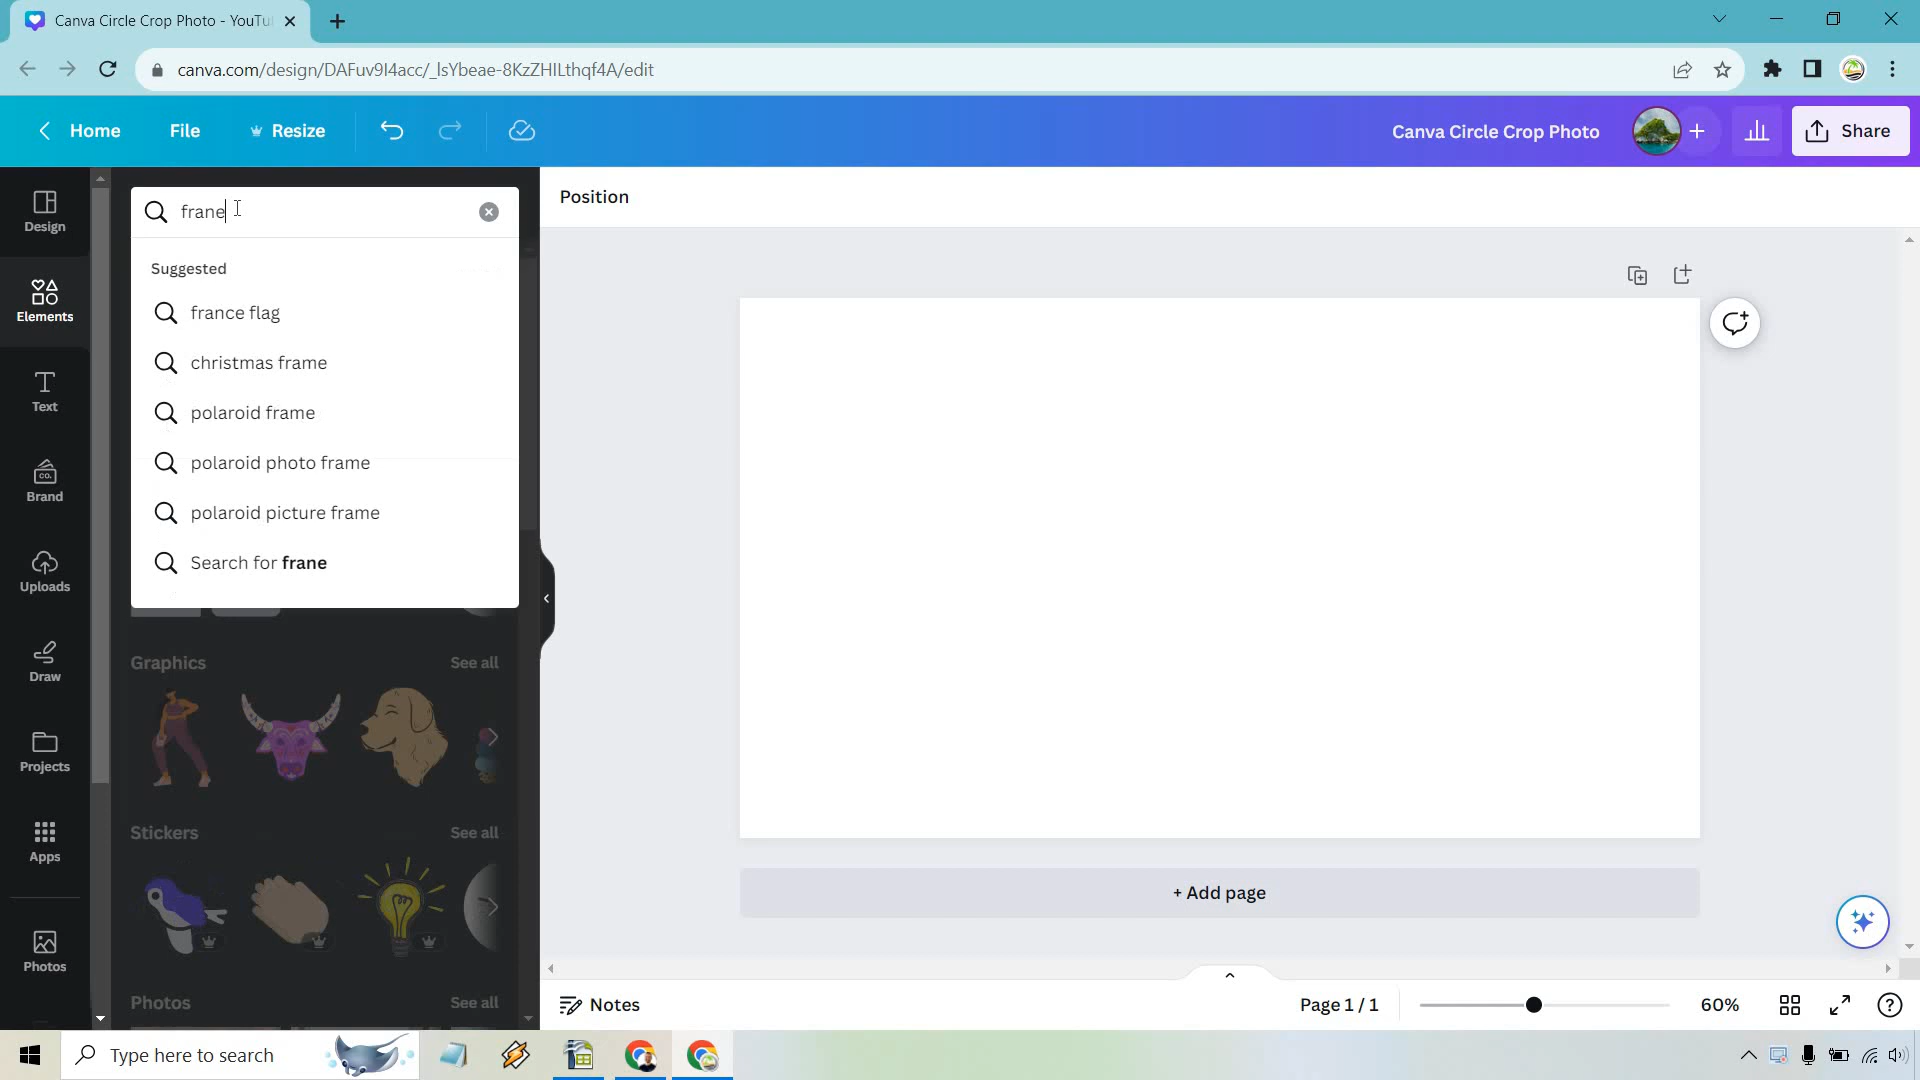 Canva Circle Crop Photo - YouTu
canva.com/design/DAFuv9I4acc/_lsYbeae-8KzZHILthqf4A/edit
Home
File
Resize
Canva Circle Crop Photo
Share
Design
Elements
Text
CO.
Brand
Uploads
Draw
Projects
Apps
Photos
frane
Suggested
france flag
christmas frame
polaroid frame
polaroid photo frame
polaroid picture frame
Search for frane
Graphics
See all
Stickers
See all
Photos
See all
Position
+ Add page
Notes
Page 1 / 1
60%
Type here to search